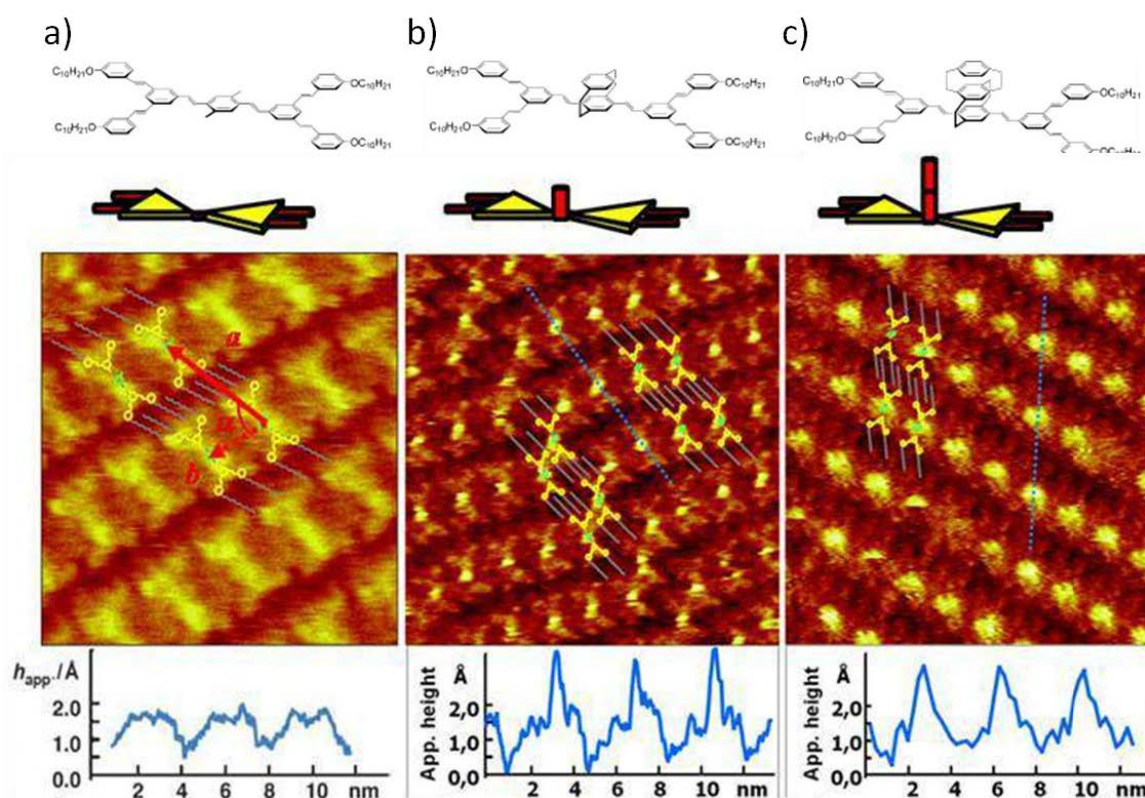 a) b) c)
C₁₀H₂₁O OC₁₀H₂₁ C₁₀H₂₁O OC₁₀H₂₁ C₁₀H₂₁O OC₁₀H₂₁
C₁₀H₂₁O OC₁₀H₂₁ C₁₀H₂₁O OC₁₀H₂₁ C₁₀H₂₁O OC₁₀H₂₁
a
α
b
h app./Å
2.0
1.0
0.0
2 4 6 8 10 nm
App. height Å
2,0
1,0
0,0
2 4 6 8 10 nm
App. height Å
2,0
1,0
0,0
2 4 6 8 10 nm